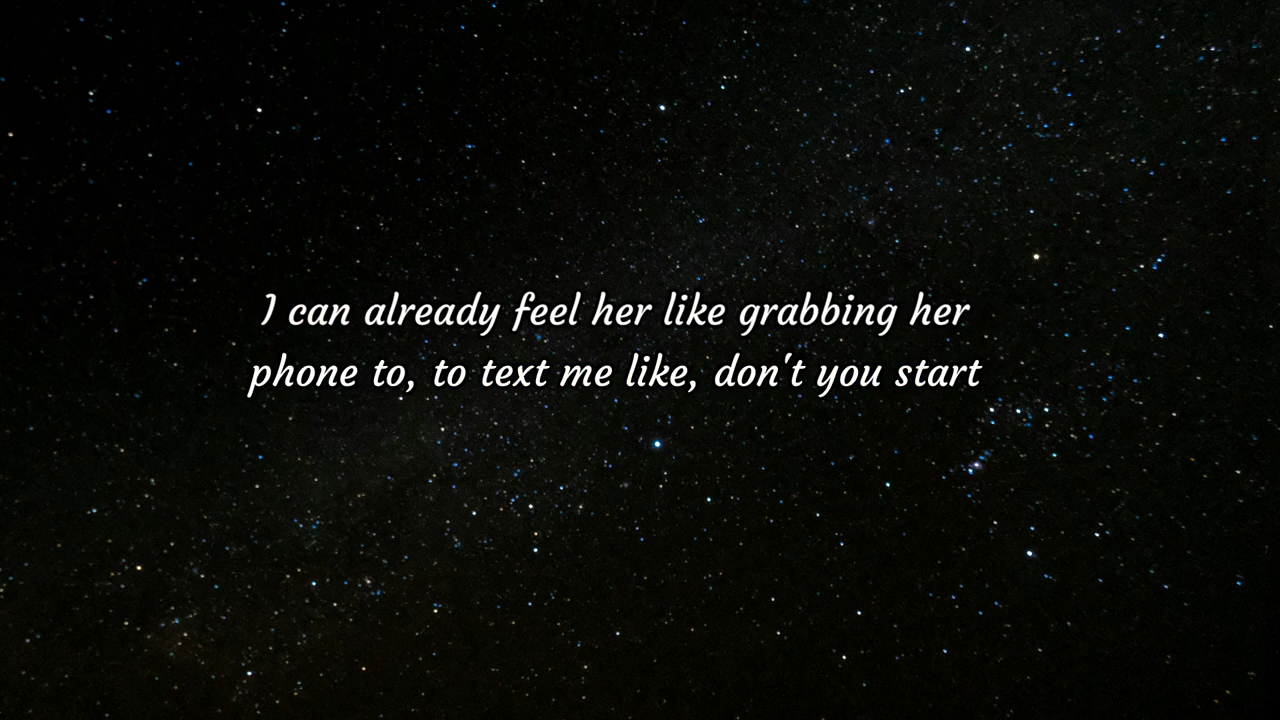 I can already feel her like grabbing her
phone to, to text me like, don't you start